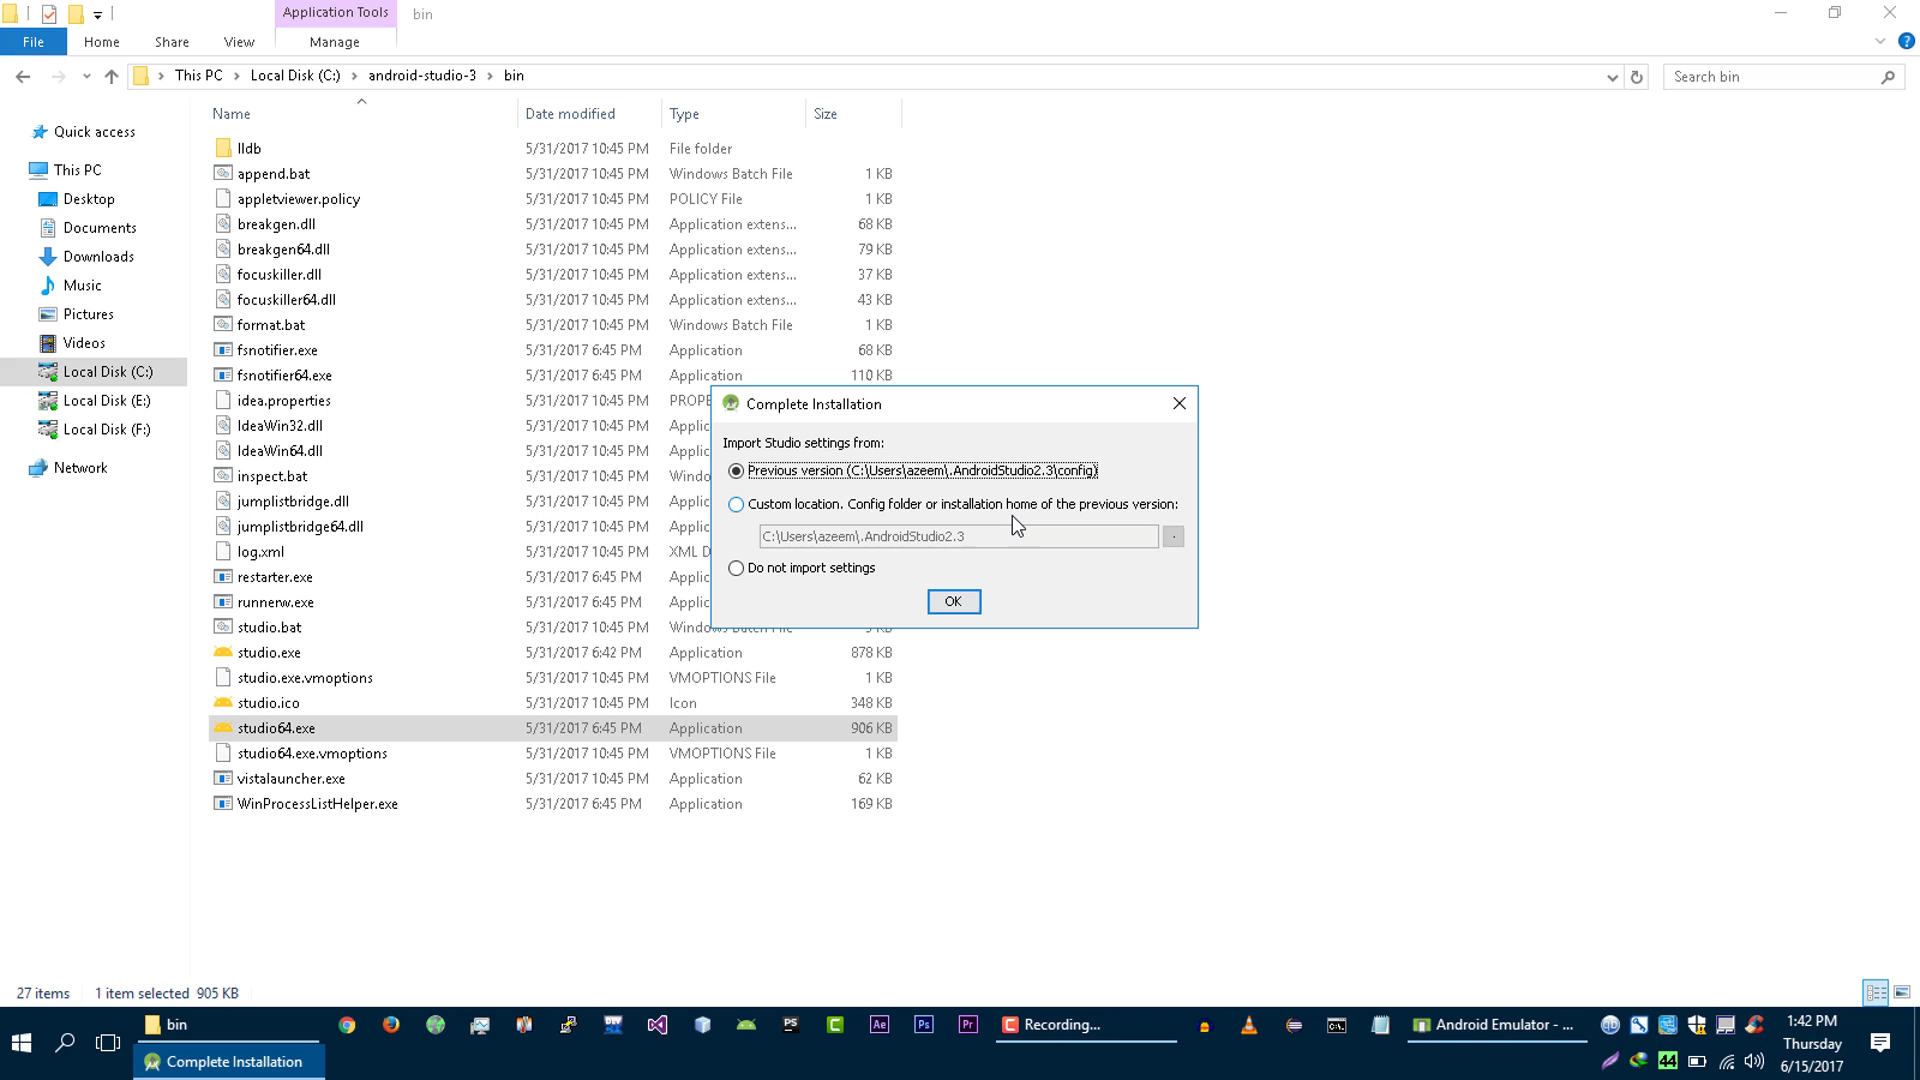 Application Tools
bin
File
Home
Share
View
Manage
This PC
Local Disk (C:)
android-studio-3
bin
Search bin
Name
Date modified
Type
Size
Quick access
This PC
Desktop
Documents
Downloads
Music
Pictures
Videos
Local Disk (C:)
Local Disk (E:)
Local Disk (F:)
Network
lldb 5/31/2017 10:45 PM File folder
append.bat 5/31/2017 10:45 PM Windows Batch File 1 KB
appletviewer.policy 5/31/2017 10:45 PM POLICY File 1 KB
breakgen.dll 5/31/2017 10:45 PM Application extens... 68 KB
breakgen64.dll 5/31/2017 10:45 PM Application extens... 79 KB
focuskiller.dll 5/31/2017 10:45 PM Application extens... 37 KB
focuskiller64.dll 5/31/2017 10:45 PM Application extens... 43 KB
format.bat 5/31/2017 10:45 PM Windows Batch File 1 KB
fsnotifier.exe 5/31/2017 6:45 PM Application 68 KB
fsnotifier64.exe 5/31/2017 6:45 PM Application 110 KB
idea.properties 5/31/2017 10:45 PM PROPE
IdeaWin32.dll 5/31/2017 10:45 PM Applic
IdeaWin64.dll 5/31/2017 10:45 PM Applic
inspect.bat 5/31/2017 10:45 PM Windo
jumplistbridge.dll 5/31/2017 10:45 PM Applic
jumplistbridge64.dll 5/31/2017 10:45 PM Applic
log.xml 5/31/2017 10:45 PM XML D
restarter.exe 5/31/2017 6:45 PM Applic
runnerw.exe 5/31/2017 6:45 PM Applic
studio.bat 5/31/2017 10:45 PM Windows Batch File
studio.exe 5/31/2017 6:42 PM Application 878 KB
studio.exe.vmoptions 5/31/2017 10:45 PM VMOPTIONS File 1 KB
studio.ico 5/31/2017 10:45 PM Icon 348 KB
studio64.exe 5/31/2017 6:45 PM Application 906 KB
studio64.exe.vmoptions 5/31/2017 10:45 PM VMOPTIONS File 1 KB
vistalauncher.exe 5/31/2017 10:45 PM Application 62 KB
WinProcessListHelper.exe 5/31/2017 6:45 PM Application 169 KB
Complete Installation
Import Studio settings from:
Previous version (C:\Users\azeem\.AndroidStudio2.3\config)
Custom location. Config folder or installation home of the previous version:
C:\Users\azeem\.AndroidStudio2.3
Do not import settings
OK
27 items
1 item selected 905 KB
bin
Complete Installation
PS
Ae
Ps
Pr
Recording...
Android Emulator - ...
44
1:42 PM
Thursday
6/15/2017